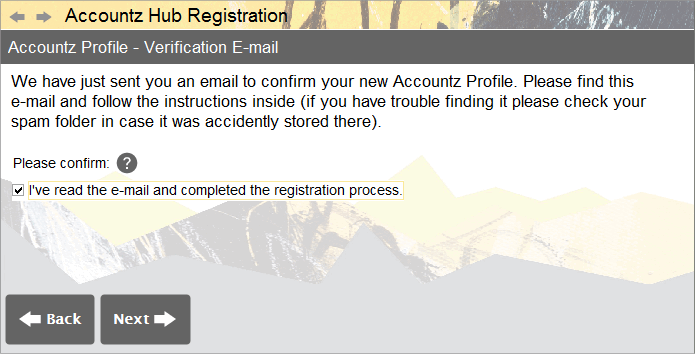 Accountz Hub Registration
Accountz Profile - Verification E-mail
We have just sent you an email to confirm your new Accountz Profile. Please find this
e-mail and follow the instructions inside (if you have trouble finding it please check your
spam folder in case it was accidently stored there).
Please confirm: ?
I've read the e-mail and completed the registration process.
Back Next